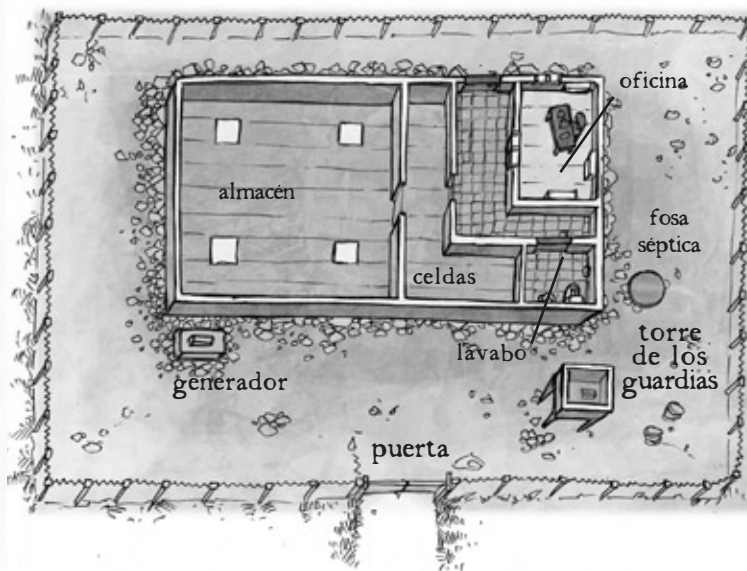 oficina
almacén
fosa
séptica
celdas
lavabo
torre
de los
guardias
generador
puerta